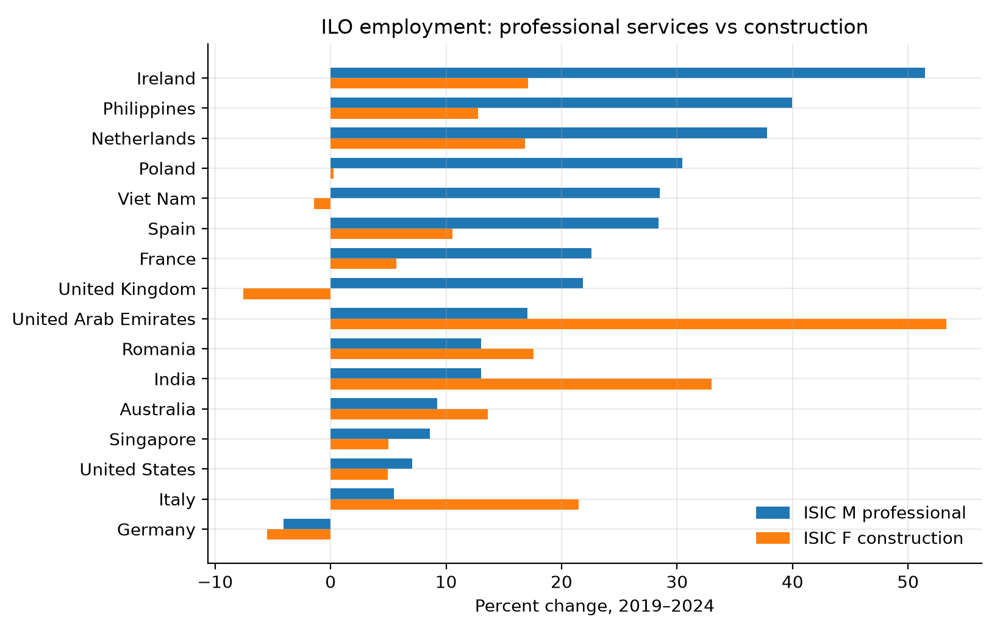 ILO employment: professional services vs construction
Ireland
Philippines
Netherlands
Poland
Viet Nam
Spain
France
United Kingdom
United Arab Emirates
Romania
India
Australia
Singapore
United States
Italy
Germany
ISIC M professional
ISIC F construction
−10 0 10 20 30 40 50
Percent change, 2019–2024